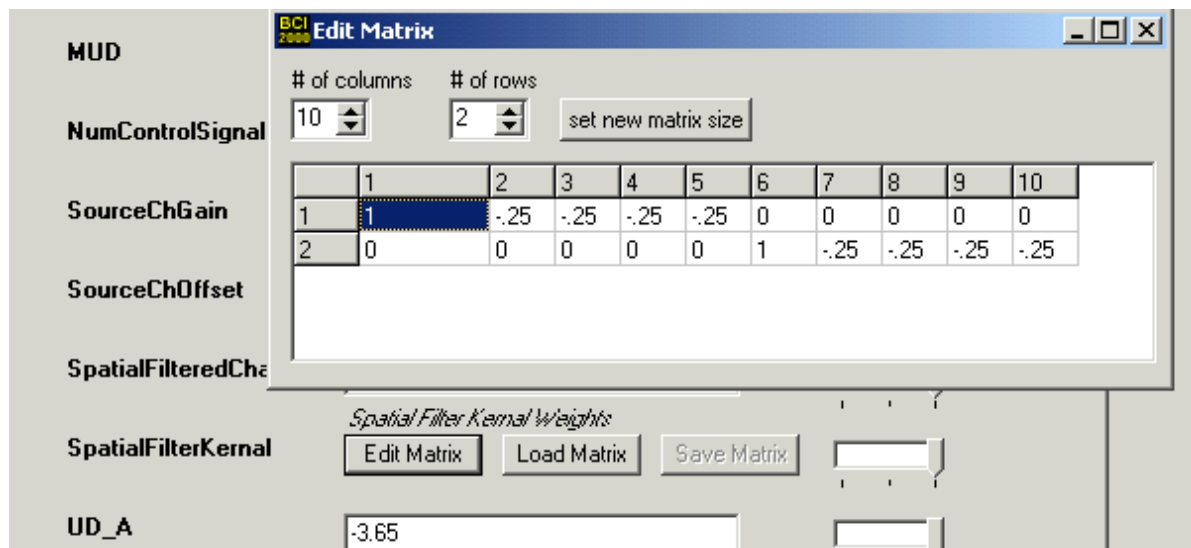 BCI
2000 Edit Matrix
MUD
# of columns # of rows
10 2 set new matrix size
NumControlSignal
1 2 3 4 5 6 7 8 9 10
SourceChGain
1 1 -.25 -.25 -.25 -.25 0 0 0 0 0
2 0 0 0 0 0 1 -.25 -.25 -.25 -.25
SourceChOffset
SpatialFilteredCha
Spatial Filter Kernal Weights
SpatialFilterKernal Edit Matrix Load Matrix Save Matrix
UD_A -3.65